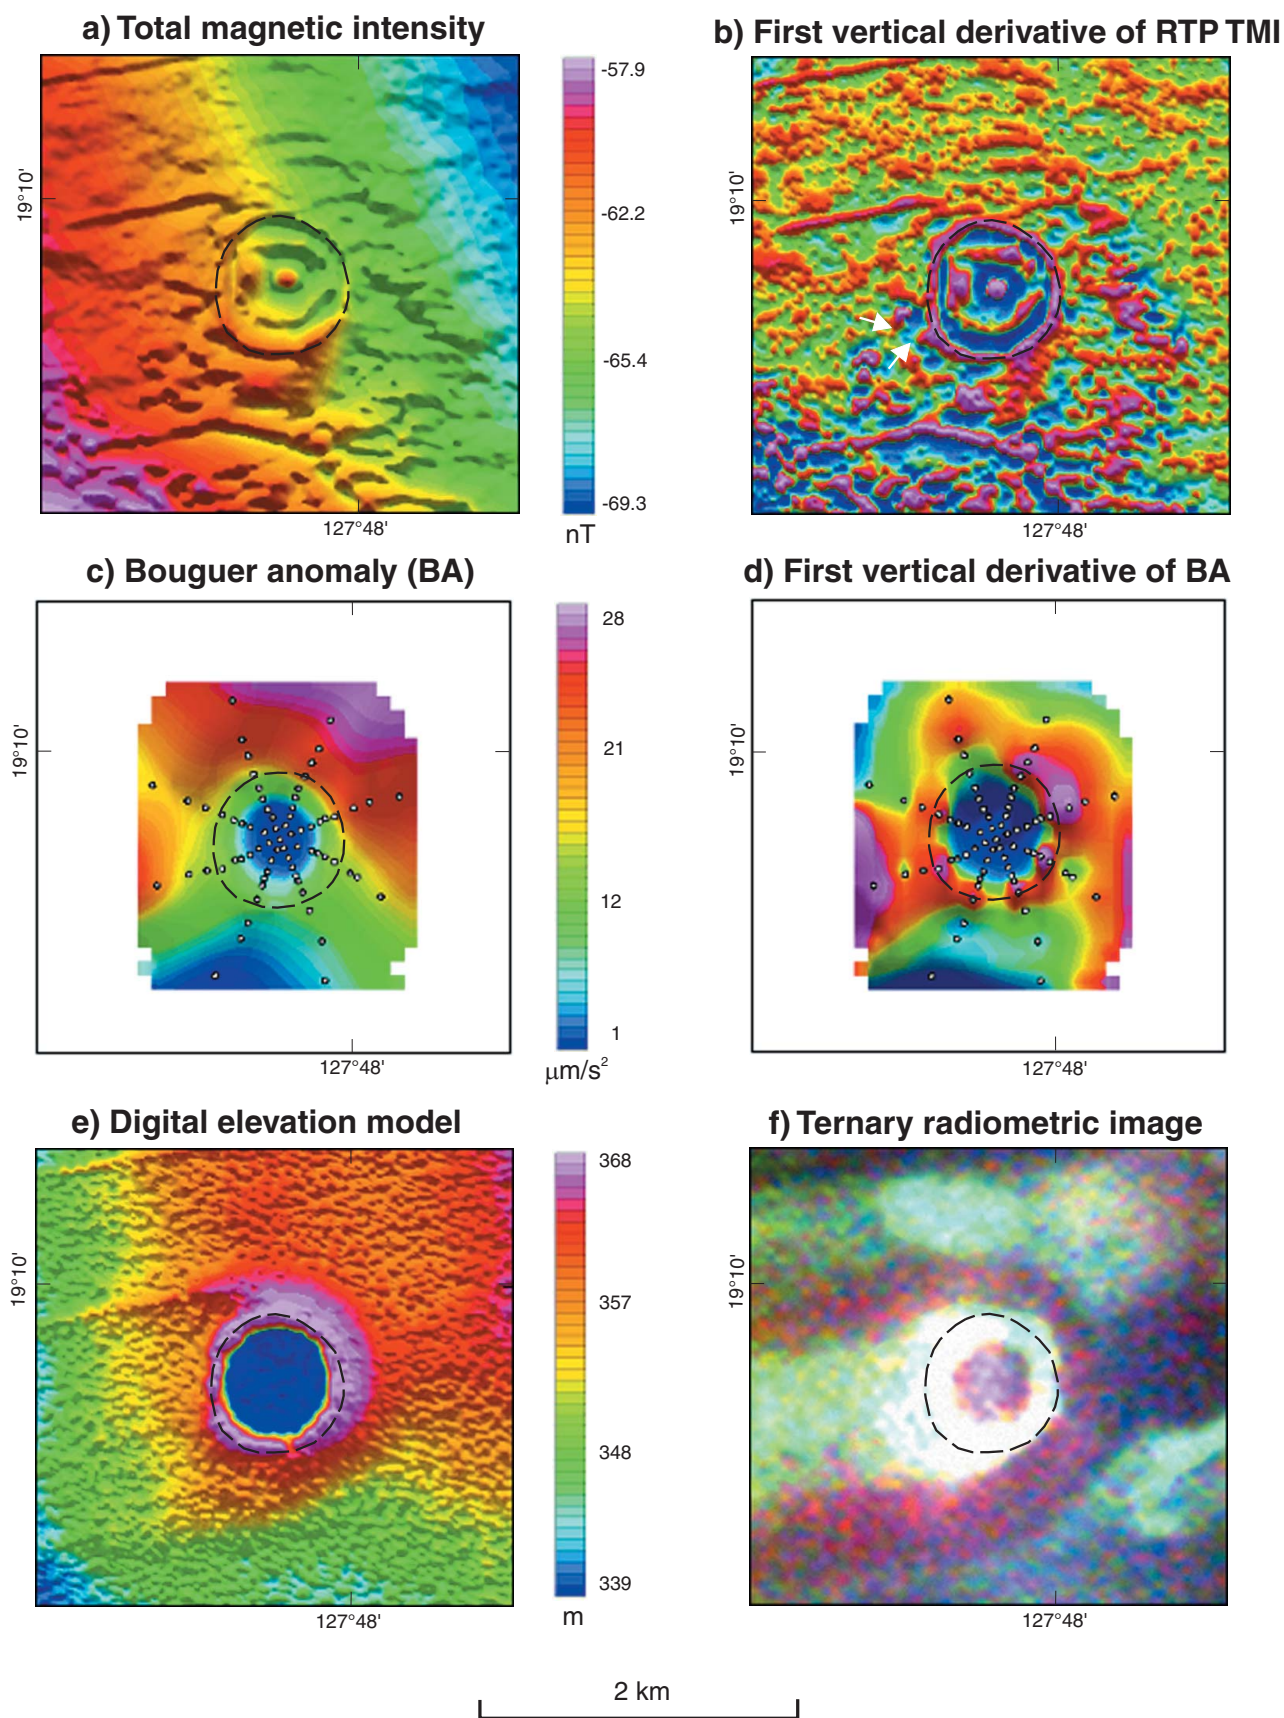 a) Total magnetic intensity
b) First vertical derivative of RTP TMI
-57.9
-62.2
-65.4
-69.3
nT
19°10'
127°48'
19°10'
127°48'
c) Bouguer anomaly (BA)
d) First vertical derivative of BA
28
21
12
1
μm/s²
19°10'
127°48'
19°10'
127°48'
e) Digital elevation model
f) Ternary radiometric image
368
357
348
339
m
19°10'
127°48'
19°10'
127°48'
2 km